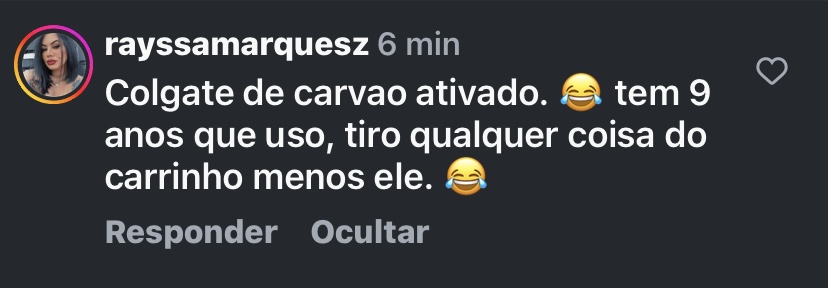 rayssamarquesz 6 min
Colgate de carvao ativado. 😂 tem 9
anos que uso, tiro qualquer coisa do
carrinho menos ele. 😂
Responder Ocultar